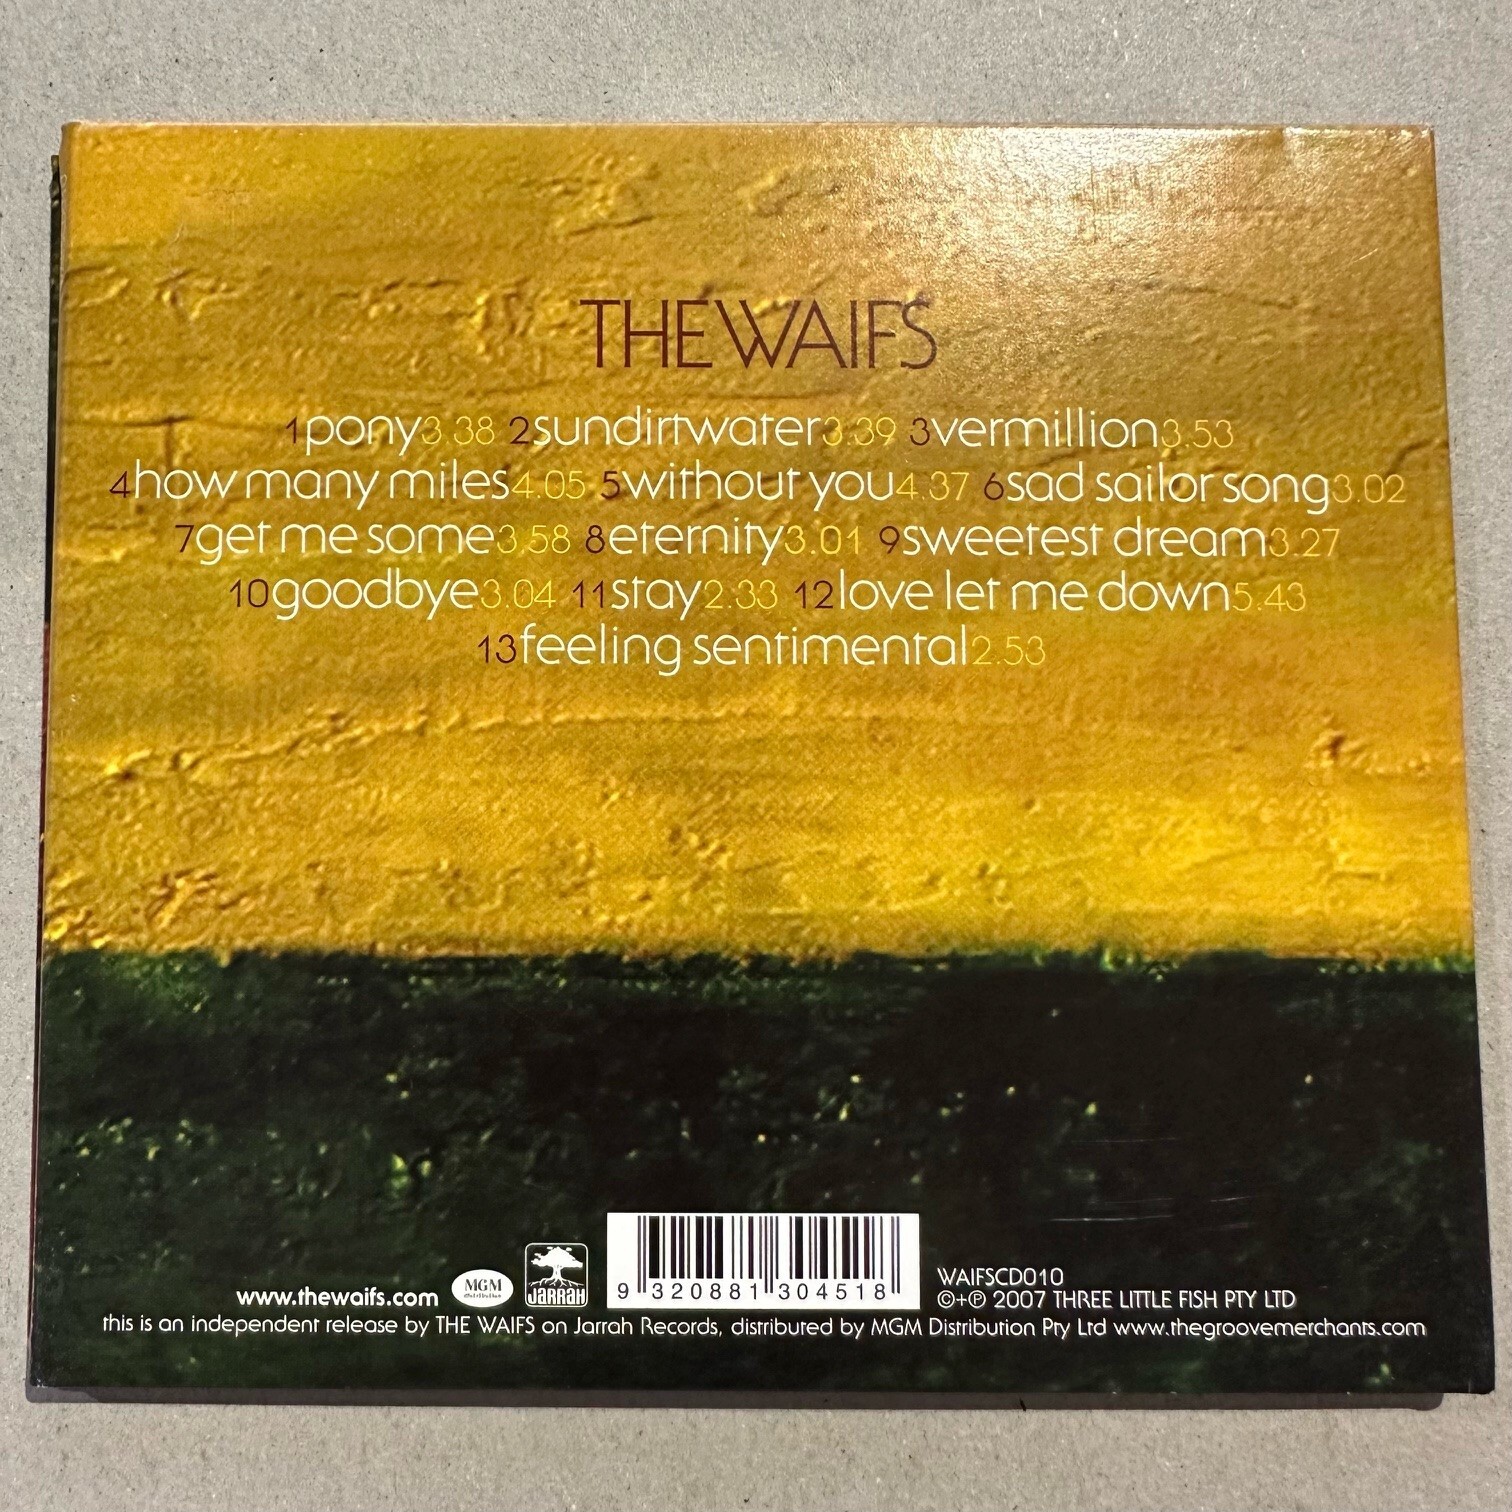 THE WAIFS
1pony3.38 2sundirtwater3.39 3vermillion3.53
4how many miles4.05 5without you4.37 6sad sailor song3.02
7get me some3.58 8eternity3.01 9sweetest dream3.27
10goodbye3.04 11stay2.33 12love let me down5.43
13feeling sentimental2.53
www.thewaifs.com
MGM
distribution
JARRAH
9 320881 304518
WAIFSCD010
©+℗ 2007 THREE LITTLE FISH PTY LTD
this is an independent release by THE WAIFS on Jarrah Records, distributed by MGM Distribution Pty Ltd www.thegroovemerchants.com